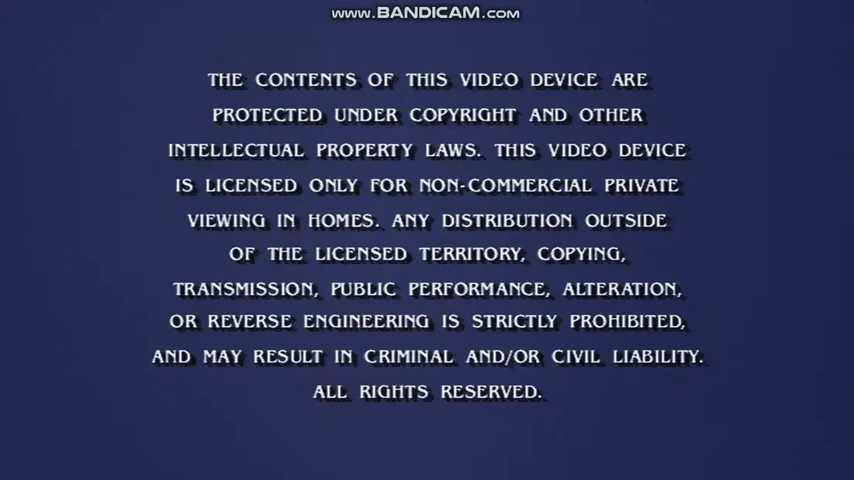 www.BANDICAM.com
THE CONTENTS OF THIS VIDEO DEVICE ARE
PROTECTED UNDER COPYRIGHT AND OTHER
INTELLECTUAL PROPERTY LAWS. THIS VIDEO DEVICE
IS LICENSED ONLY FOR NON-COMMERCIAL PRIVATE
VIEWING IN HOMES. ANY DISTRIBUTION OUTSIDE
OF THE LICENSED TERRITORY, COPYING,
TRANSMISSION, PUBLIC PERFORMANCE, ALTERATION,
OR REVERSE ENGINEERING IS STRICTLY PROHIBITED,
AND MAY RESULT IN CRIMINAL AND/OR CIVIL LIABILITY.
ALL RIGHTS RESERVED.